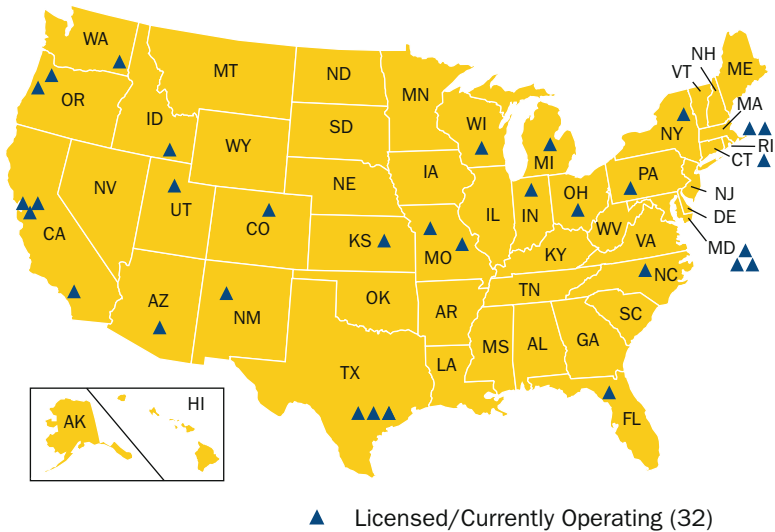 WA
MT
ND
MN
VT
NH
ME
OR
ID
SD
WI
MI
NY
MA
RI
CT
WY
NV
UT
NE
IA
PA
NJ
DE
MD
CO
KS
MO
IL
IN
OH
WV
VA
CA
KY
NC
AZ
NM
OK
AR
TN
SC
TX
LA
MS
AL
GA
FL
AK
HI
Licensed/Currently Operating (32)